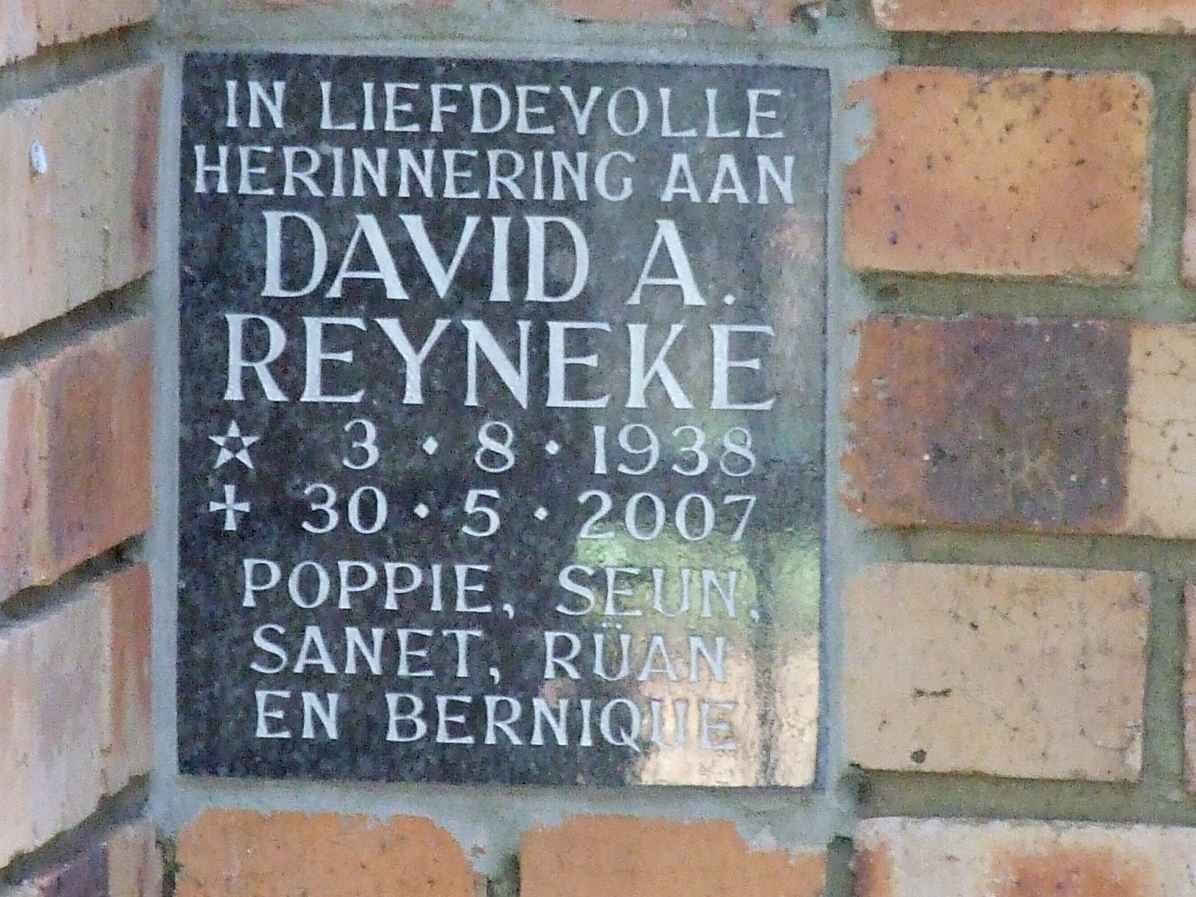 IN LIEFDEVOLLE
HERINNERING AAN
DAVID A.
REYNEKE
★ 3·8·1938
✝ 30·5·2007
POPPIE, SEUN,
SANET, RÜAN
EN BERNIQUE